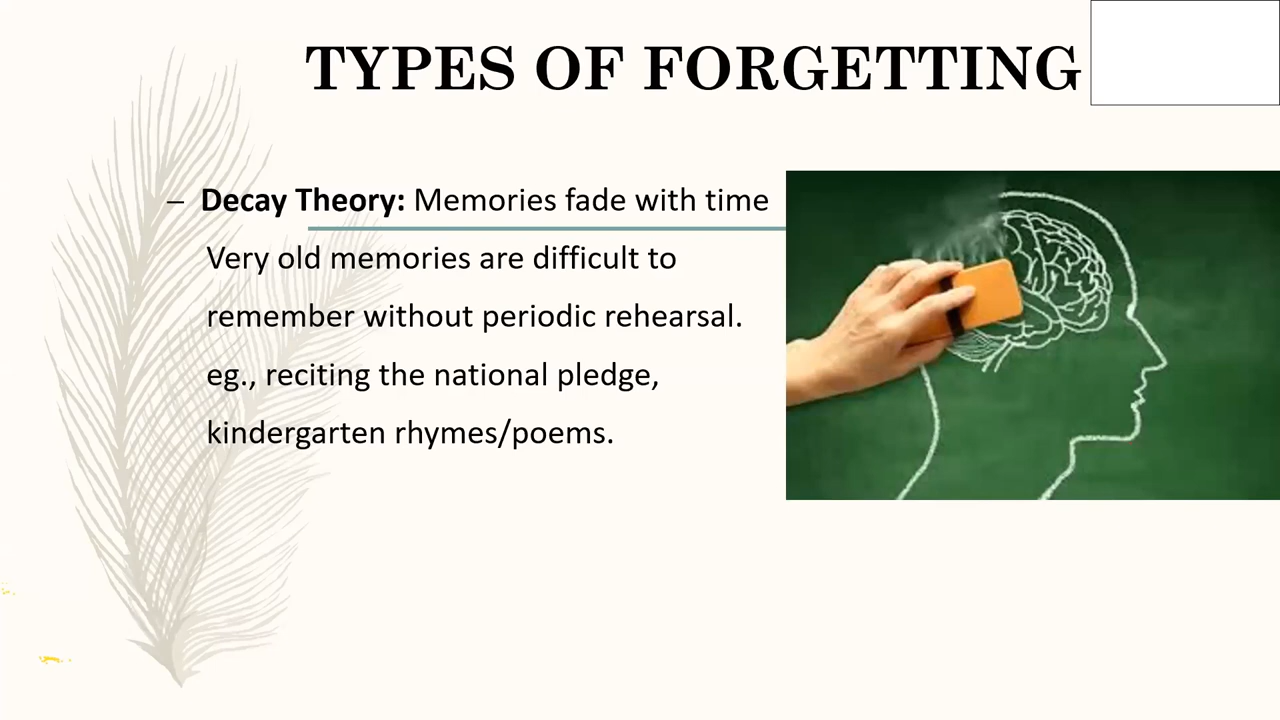 TYPES OF FORGETTING
– Decay Theory: Memories fade with time
Very old memories are difficult to
remember without periodic rehearsal.
eg., reciting the national pledge,
kindergarten rhymes/poems.